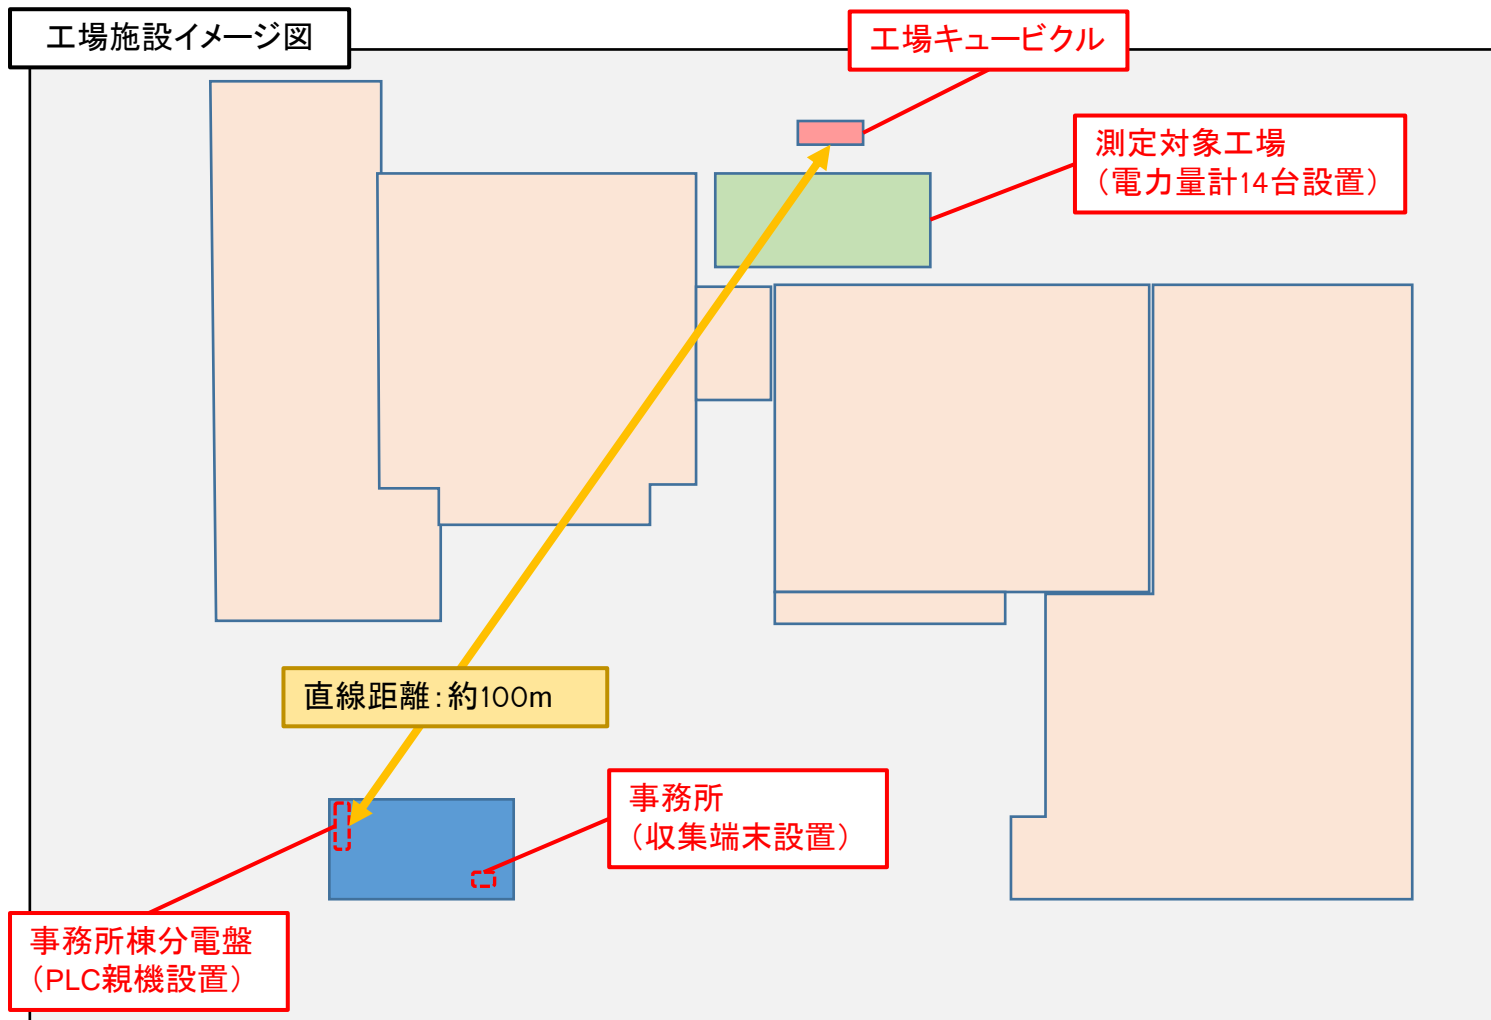 工場施設イメージ図
工場キュービクル
測定対象工場
（電力量計14台設置）
直線距離：約100m
事務所
（収集端末設置）
事務所棟分電盤
（PLC親機設置）